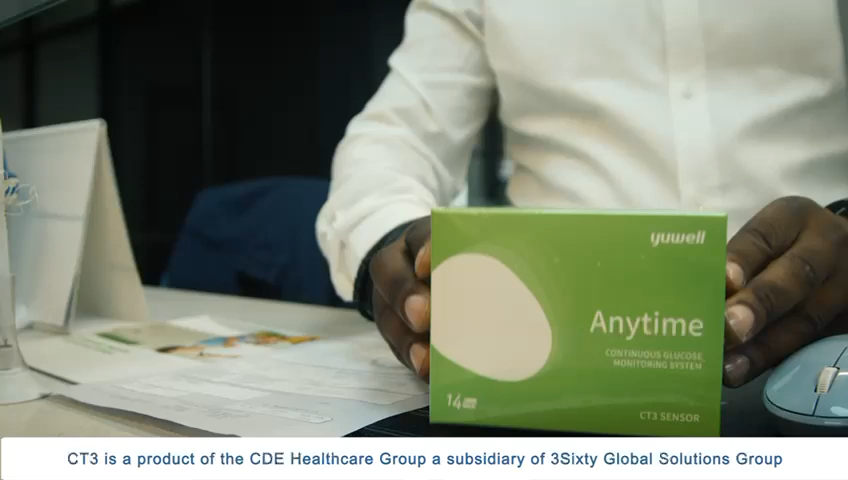 yuwell
Anytime
CONTINUOUS GLUCOSE
MONITORING SYSTEM
14
CT3 SENSOR
CT3 is a product of the CDE Healthcare Group a subsidiary of 3Sixty Global Solutions Group